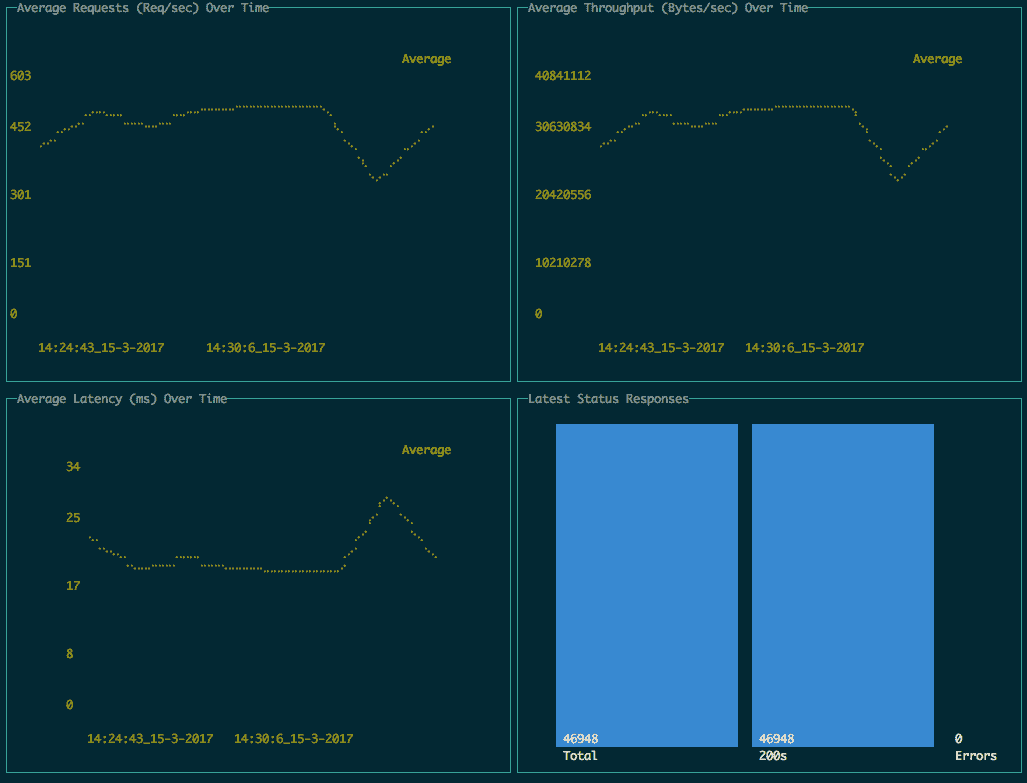 Average Requests (Req/sec) Over Time
Average
603
452
301
151
0
14:24:43_15-3-2017 14:30:6_15-3-2017
Average Throughput (Bytes/sec) Over Time
Average
40841112
30630834
20420556
10210278
0
14:24:43_15-3-2017 14:30:6_15-3-2017
Average Latency (ms) Over Time
Average
34
25
17
8
0
14:24:43_15-3-2017 14:30:6_15-3-2017
Latest Status Responses
46948 46948 0
Total 200s Errors